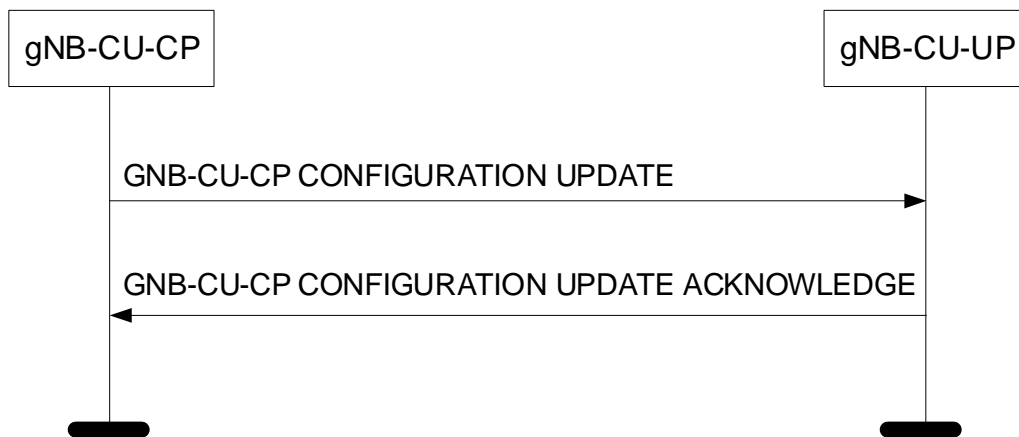 gNB-CU-CP
gNB-CU-UP
GNB-CU-CP CONFIGURATION UPDATE
GNB-CU-CP CONFIGURATION UPDATE ACKNOWLEDGE